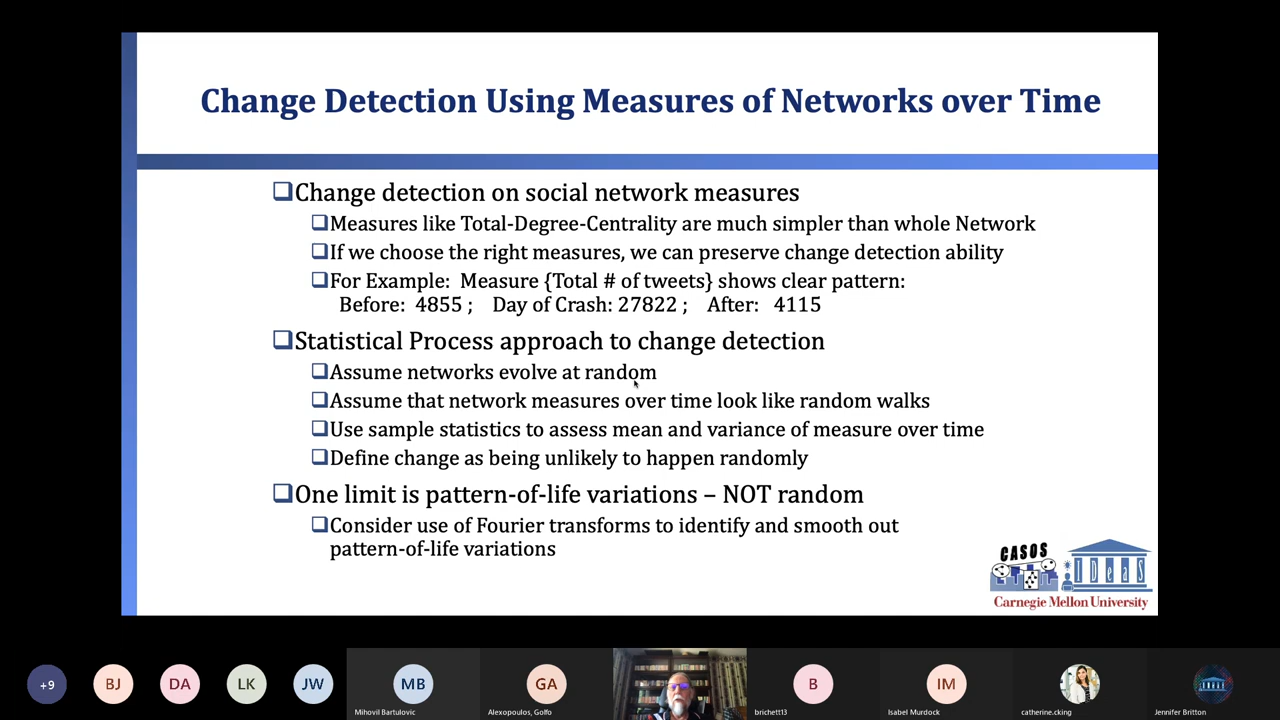 Change Detection Using Measures of Networks over Time
Change detection on social network measures
Measures like Total-Degree-Centrality are much simpler than whole Network
If we choose the right measures, we can preserve change detection ability
For Example: Measure {Total # of tweets} shows clear pattern:
Before: 4855 ; Day of Crash: 27822 ; After: 4115
Statistical Process approach to change detection
Assume networks evolve at random
Assume that network measures over time look like random walks
Use sample statistics to assess mean and variance of measure over time
Define change as being unlikely to happen randomly
One limit is pattern-of-life variations – NOT random
Consider use of Fourier transforms to identify and smooth out
pattern-of-life variations
CASOS
IDeaS
Carnegie Mellon University
+9
BJ
DA
LK
JW
MB
GA
B
IM
Mihovil Bartulovic
Alexopoulos, Golfo
brichett13
Isabel Murdock
catherine.cking
Jennifer Britton